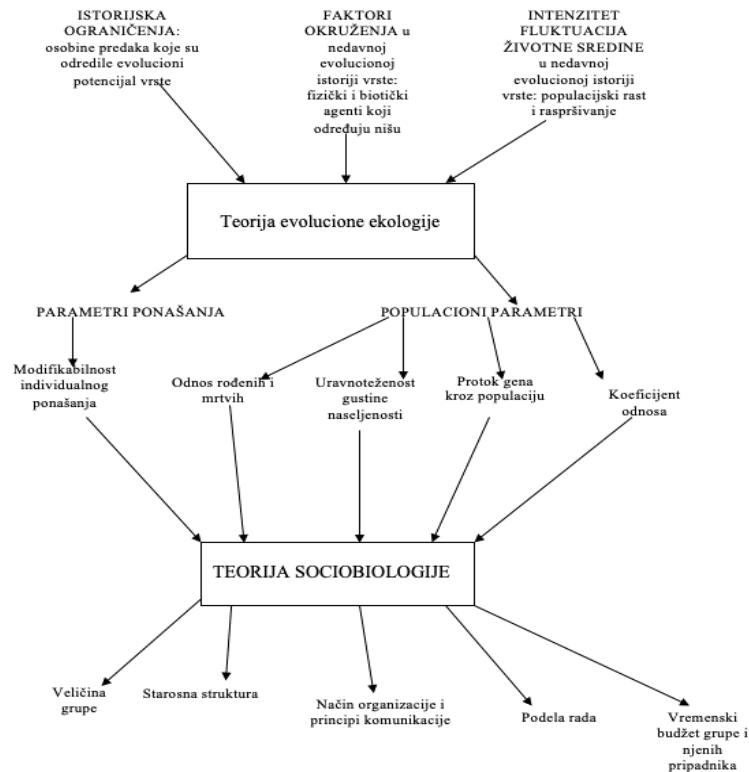 ISTORIJSKA
OGRANIČENJA:
osobine predaka koje su
odredile evolucioni
potencijal vrste
FAKTORI
OKRUŽENJA u
nedavnoj
evolucionoj
istoriji vrste:
fizički i biotički
agenti koji
određuju nišu
INTENZITET
FLUKTUACIJA
ŽIVOTNE SREDINE
u nedavnoj
evolucionoj istoriji
vrste: populacijski rast
i raspršivanje
Teorija evolucione ekologije
PARAMETRI PONAŠANJA
POPULACIONI PARAMETRI
Modifikabilnost
individualnog
ponašanja
Odnos rođenih i
mrtvih
Uravnoteženost
gustine
naseljenosti
Protok gena
kroz populaciju
Koeficijent
odnosa
TEORIJA SOCIOBIOLOGIJE
Veličina
grupe
Starosna struktura
Način organizacije i
principi komunikacije
Podela rada
Vremenski
budžet grupe i
njenih
pripadnika